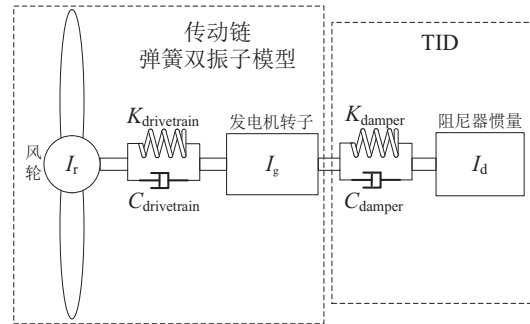 传动链
弹簧双振子模型
TID
K_drivetrain
发电机转子
K_damper
阻尼器惯量
风轮
I_r
I_g
I_d
C_drivetrain
C_damper